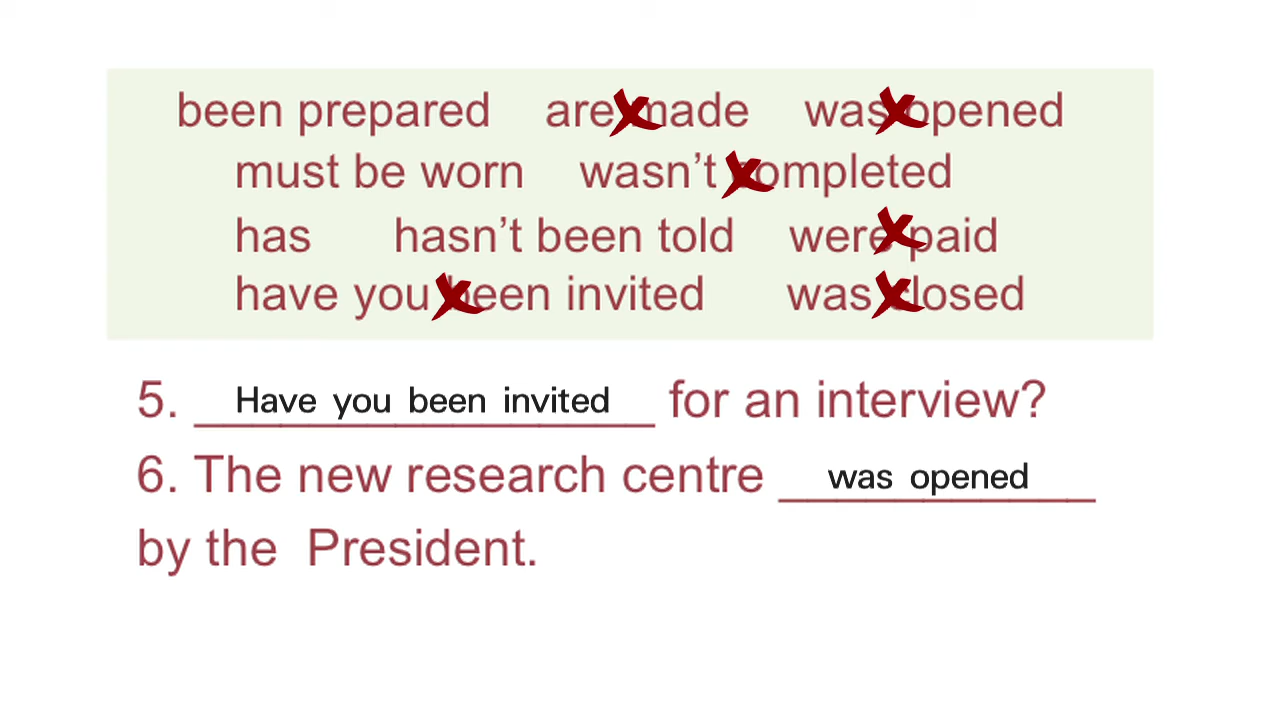 been prepared are made was opened
must be worn wasn't completed
has hasn't been told were paid
have you been invited was closed
5. Have you been invited for an interview?
6. The new research centre was opened
by the President.